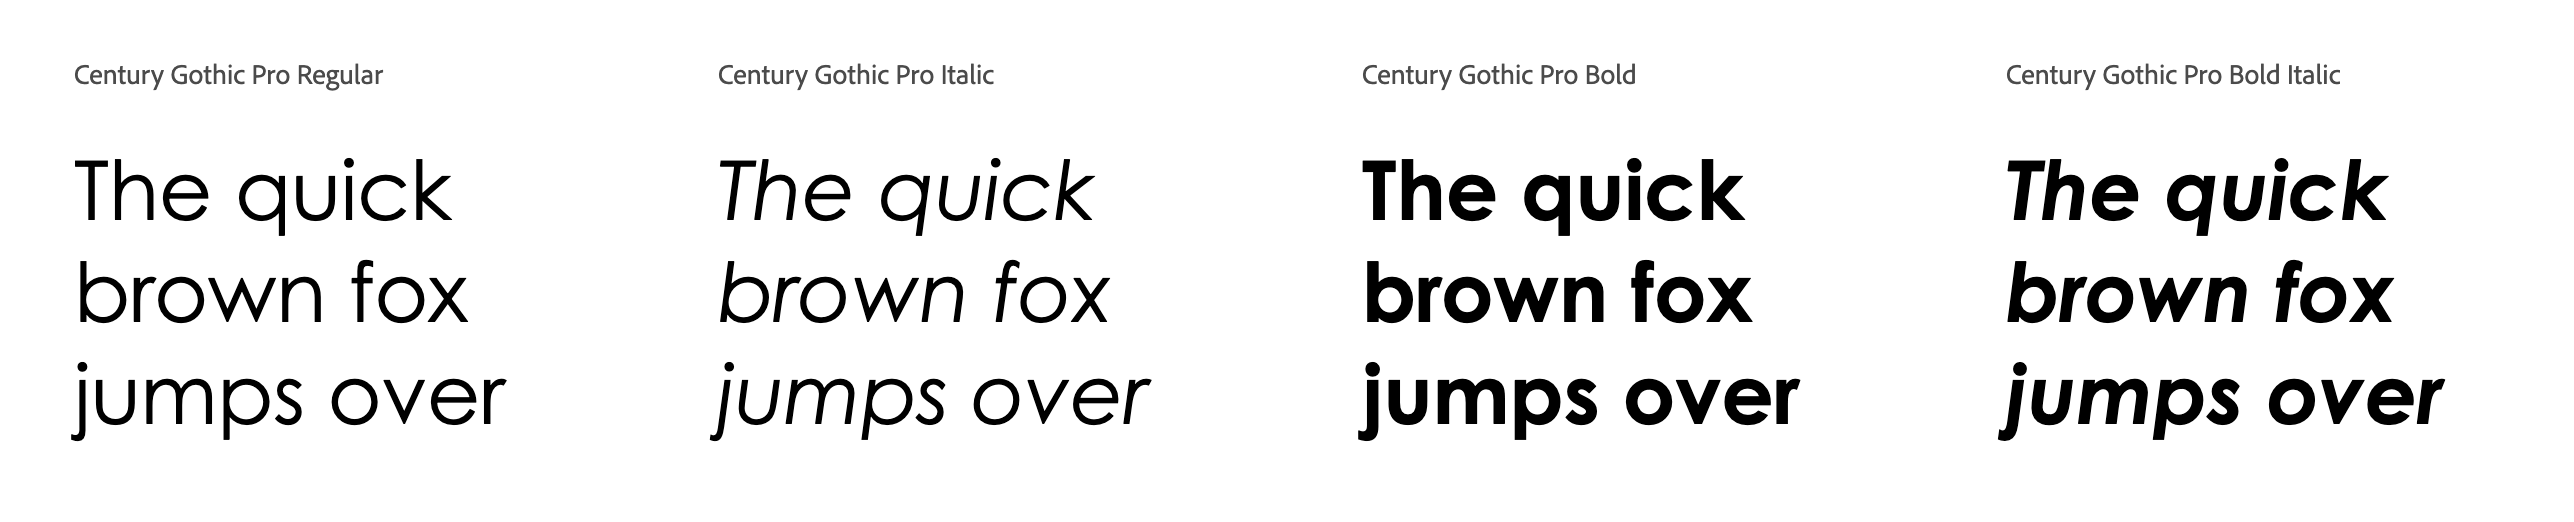 Century Gothic Pro Regular
The quick
brown fox
jumps over
Century Gothic Pro Italic
The quick
brown fox
jumps over
Century Gothic Pro Bold
The quick
brown fox
jumps over
Century Gothic Pro Bold Italic
The quick
brown fox
jumps over